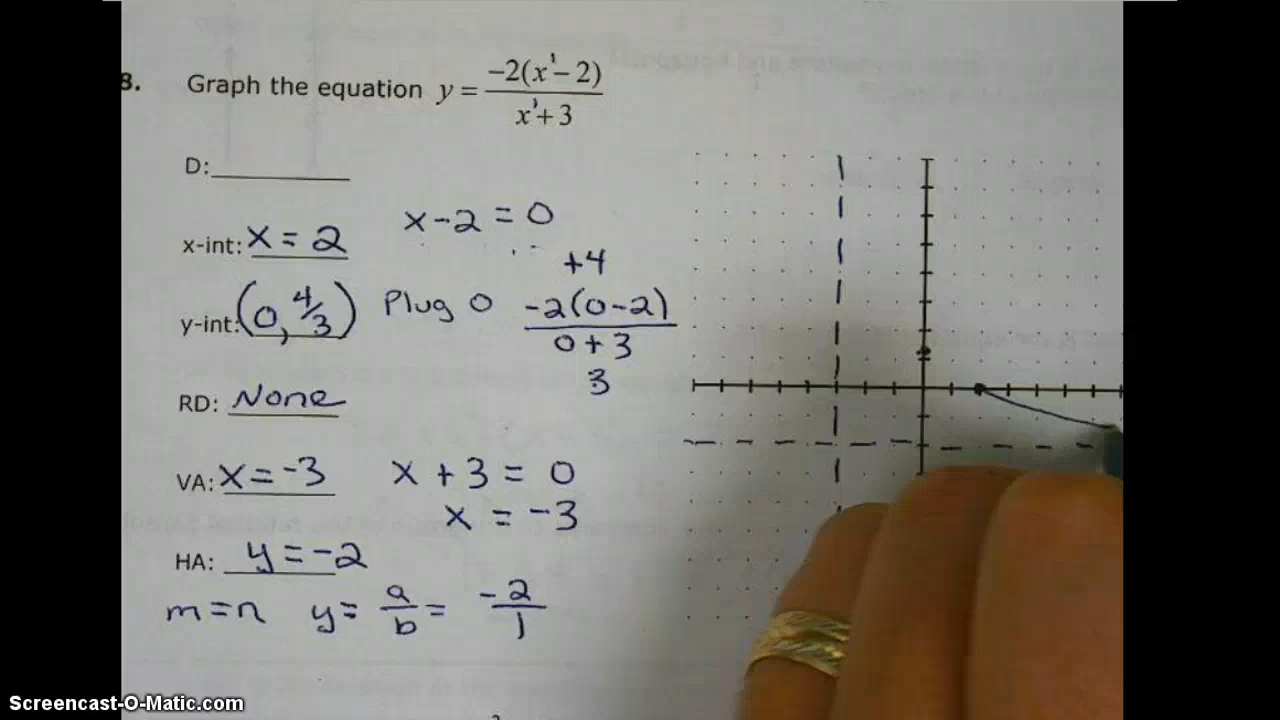 8. Graph the equation y = -2(x¹ - 2) / x¹ + 3
D:
x-int: x = 2 x - 2 = 0
+4
y-int: (0, 4/3) Plug 0 -2(0-2) / 0 + 3
3
RD: None
VA: x = -3 x + 3 = 0
x = -3
HA: y = -2
m = n y = a/b = -2/1
Screencast-O-Matic.com